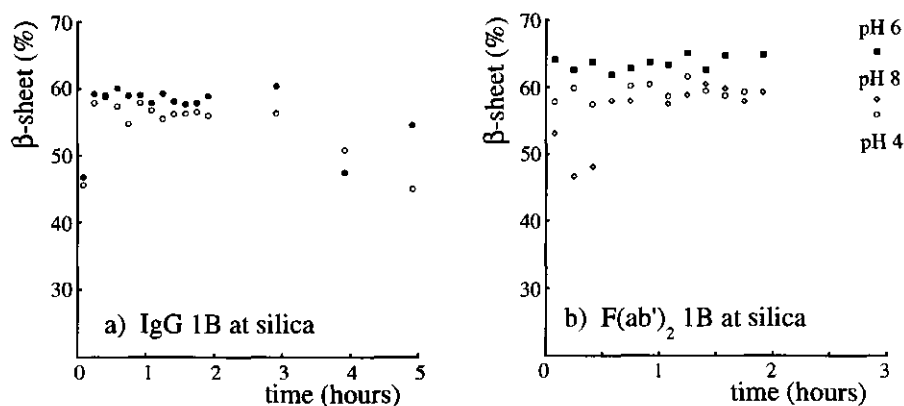 β-sheet (%)
70
60
50
40
30
a) IgG 1B at silica
0
1
2
3
4
5
time (hours)
β-sheet (%)
70
60
50
40
30
pH 6
pH 8
pH 4
b) F(ab')₂ 1B at silica
0
1
2
3
time (hours)